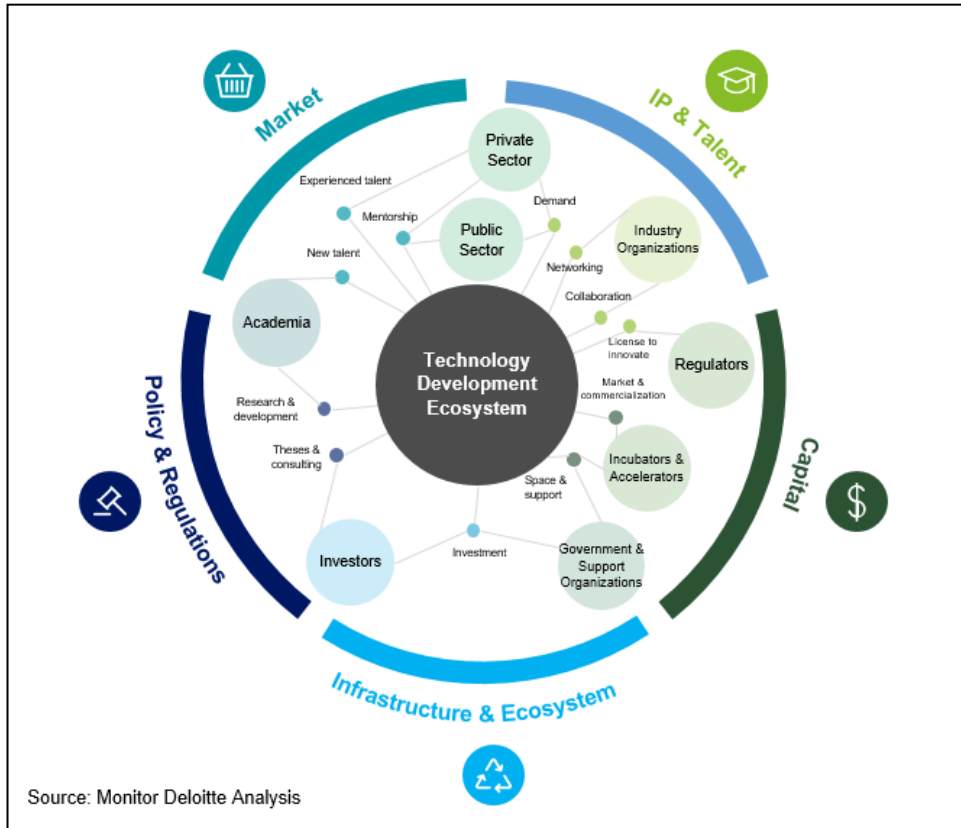 Market
IP & Talent
Private
Sector
Experienced talent
Demand
Mentorship
Public
Sector
Industry
Organizations
New talent
Networking
Collaboration
Academia
License to
innovate
Regulators
Technology
Development
Ecosystem
Market &
commercialization
Research &
development
Theses &
consulting
Incubators &
Accelerators
Space &
support
Policy & Regulations
Capital
Investors
Investment
Government &
Support
Organizations
Infrastructure & Ecosystem
$
Source: Monitor Deloitte Analysis